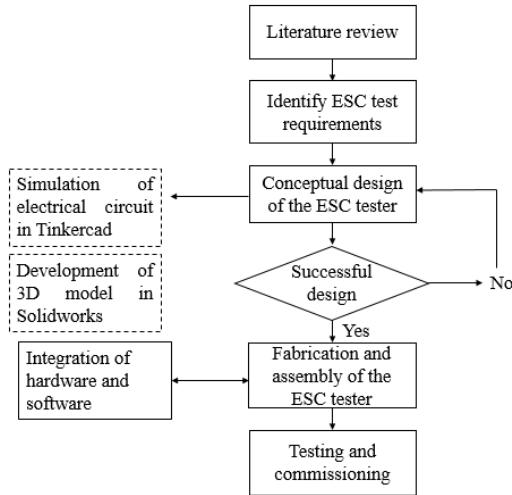 Literature review
Identify ESC test
requirements
Simulation of
electrical circuit
in Tinkercad
Conceptual design
of the ESC tester
Development of
3D model in
Solidworks
Successful
design
No
Yes
Integration of
hardware and
software
Fabrication and
assembly of the
ESC tester
Testing and
commissioning